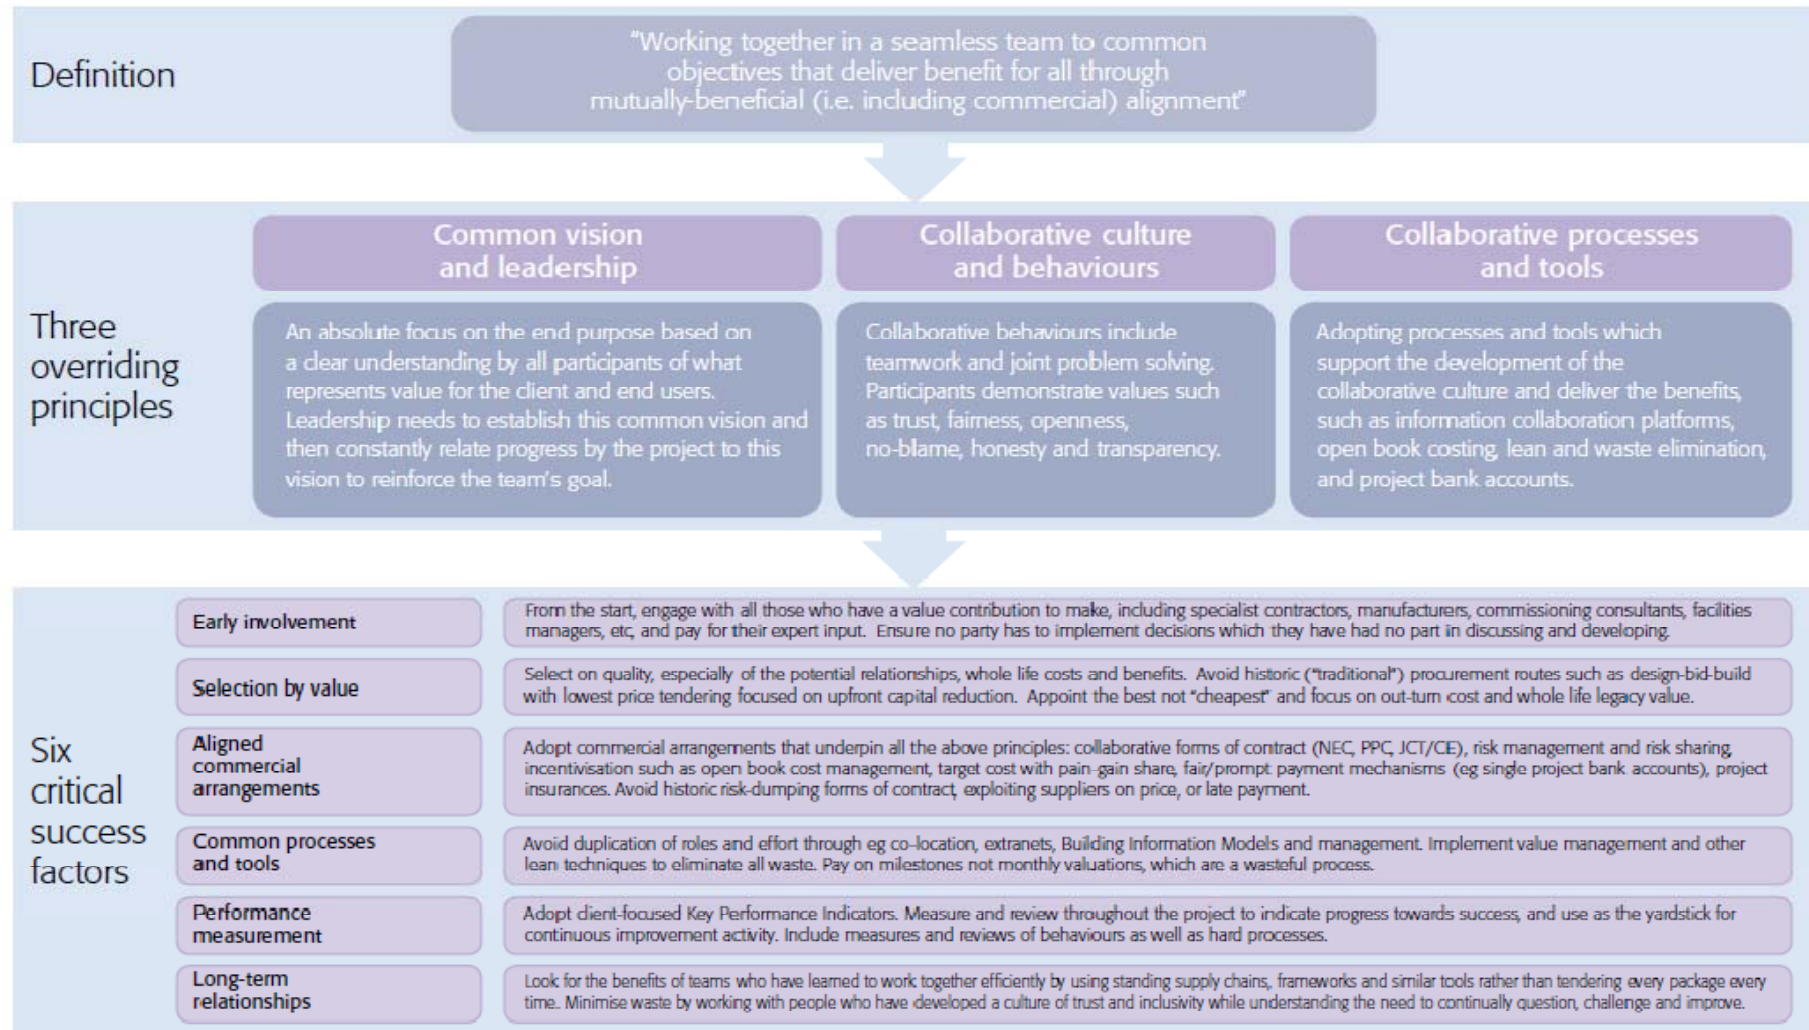 Definition
"Working together in a seamless team to common
objectives that deliver benefit for all through
mutually-beneficial (i.e. including commercial) alignment"
Three
overriding
principles
Common vision
and leadership
An absolute focus on the end purpose based on
a clear understanding by all participants of what
represents value for the client and end users.
Leadership needs to establish this common vision and
then constantly relate progress by the project to this
vision to reinforce the team's goal.
Collaborative culture
and behaviours
Collaborative behaviours include
teamwork and joint problem solving.
Participants demonstrate values such
as trust, fairness, openness,
no-blame, honesty and transparency.
Collaborative processes
and tools
Adopting processes and tools which
support the development of the
collaborative culture and deliver the benefits,
such as information collaboration platforms,
open book costing, lean and waste elimination,
and project bank accounts.
Six
critical
success
factors
Early involvement
From the start, engage with all those who have a value contribution to make, including specialist contractors, manufacturers, commissioning consultants, facilities
managers, etc, and pay for their expert input. Ensure no party has to implement decisions which they have had no part in discussing and developing.
Selection by value
Select on quality, especially of the potential relationships, whole life costs and benefits. Avoid historic ("traditional") procurement routes such as design-bid-build
with lowest price tendering focused on upfront capital reduction. Appoint the best not "cheapest" and focus on out-turn cost and whole life legacy value.
Aligned
commercial
arrangements
Adopt commercial arrangements that underpin all the above principles: collaborative forms of contract (NEC, PPC, JCT/CE), risk management and risk sharing,
incentivisation such as open book cost management, target cost with pain-gain share, fair/prompt payment mechanisms (eg single project bank accounts), project
insurances. Avoid historic risk-dumping forms of contract, exploiting suppliers on price, or late payment.
Common processes
and tools
Avoid duplication of roles and effort through eg co-location, extranets, Building Information Models and management. Implement value management and other
lean techniques to eliminate all waste. Pay on milestones not monthly valuations, which are a wasteful process.
Performance
measurement
Adopt client-focused Key Performance Indicators. Measure and review throughout the project to indicate progress towards success, and use as the yardstick for
continuous improvement activity. Include measures and reviews of behaviours as well as hard processes.
Long-term
relationships
Look for the benefits of teams who have learned to work together efficiently by using standing supply chains, frameworks and similar tools rather than tendering every package every
time. Minimise waste by working with people who have developed a culture of trust and inclusivity while understanding the need to continually question, challenge and improve.